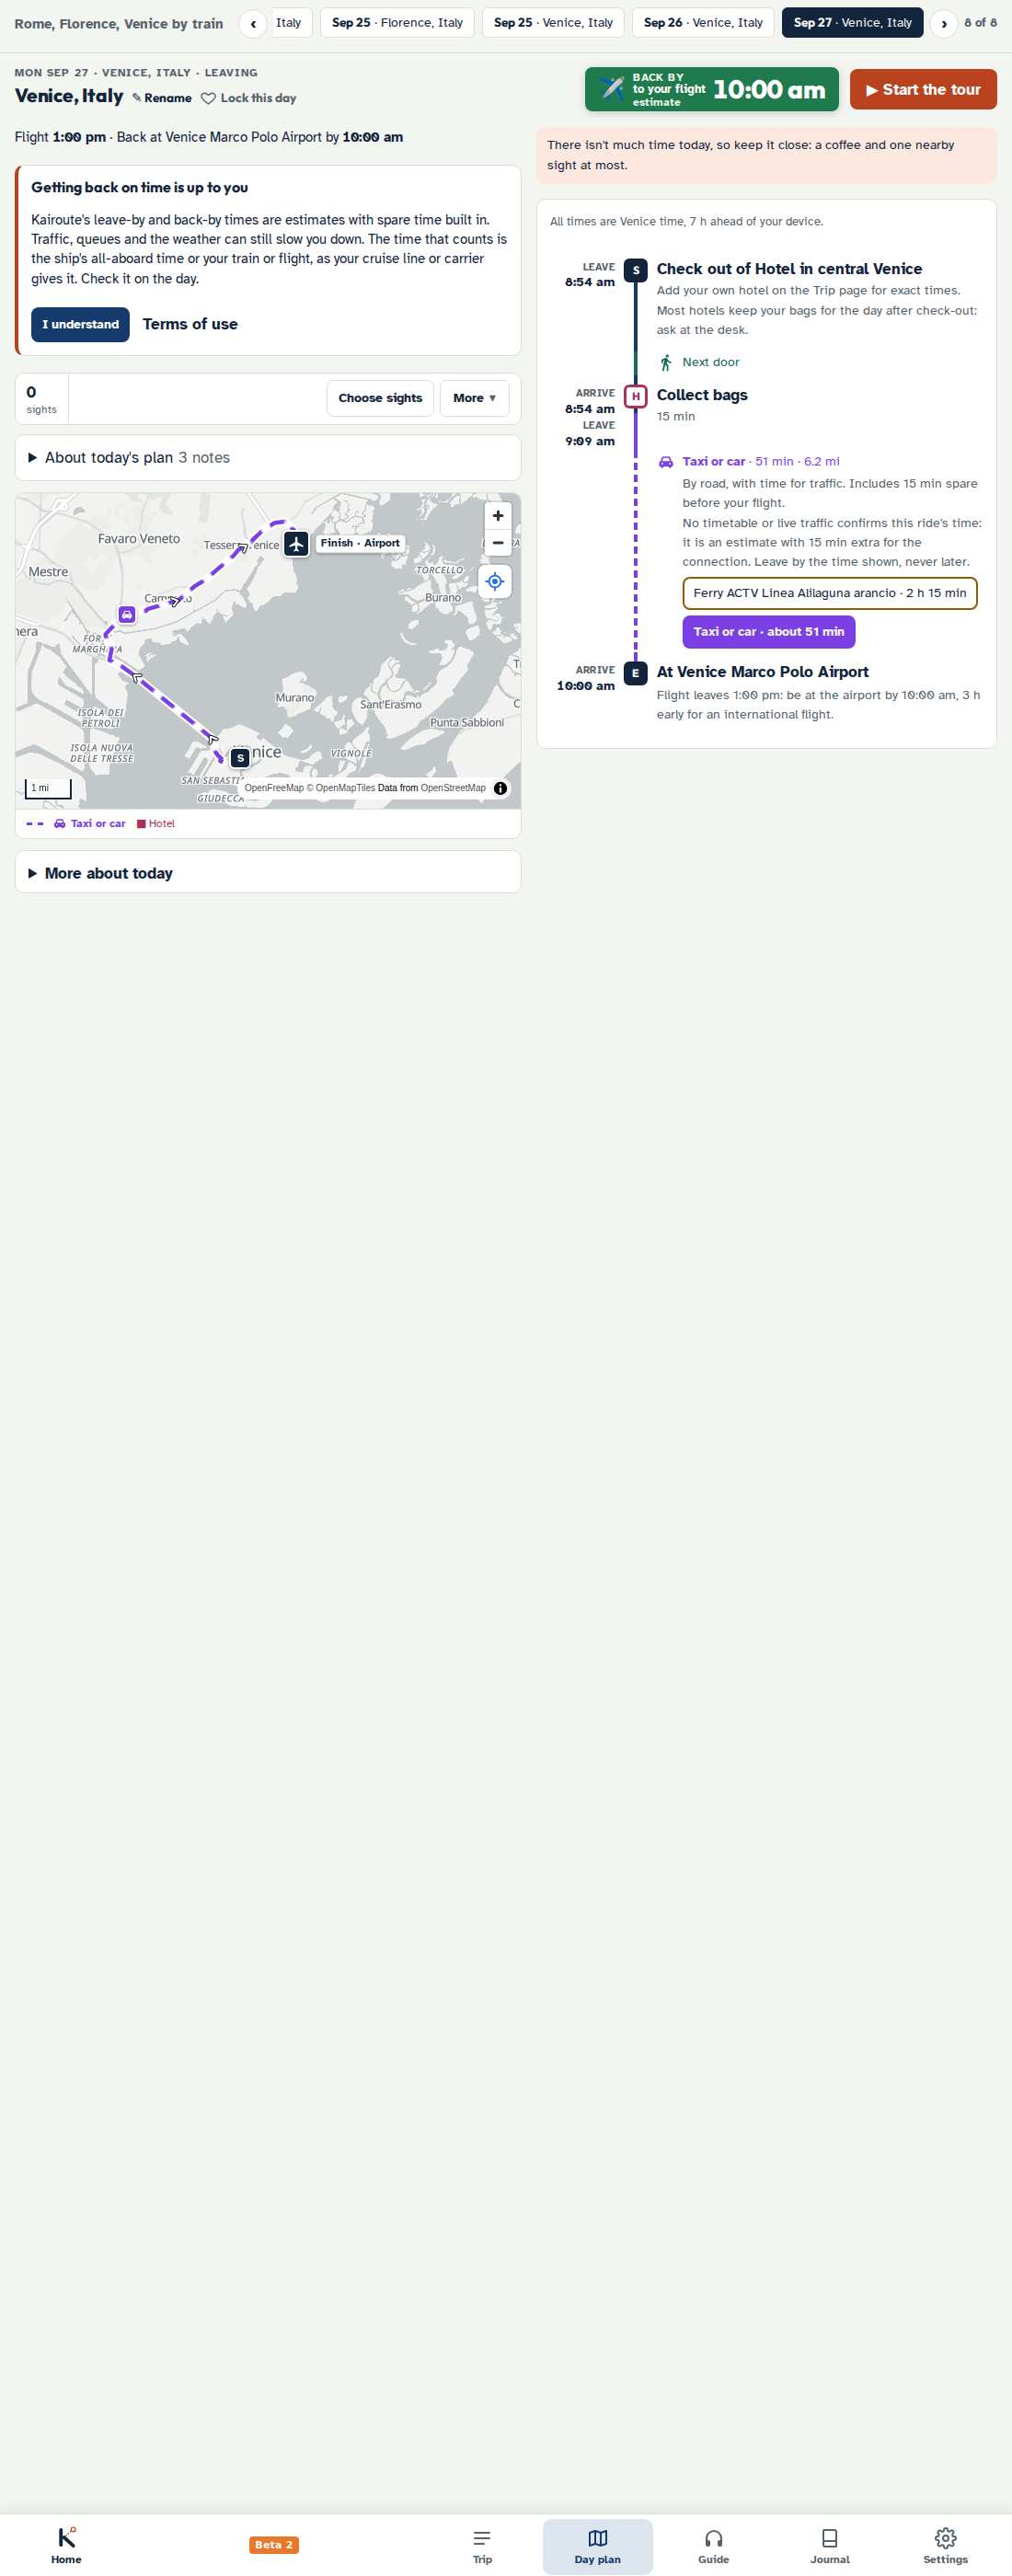 Rome, Florence, Venice by train
‹
Italy
Sep 25 · Florence, Italy
Sep 25 · Venice, Italy
Sep 26 · Venice, Italy
Sep 27 · Venice, Italy
›
8 of 8
MON SEP 27 · VENICE, ITALY · LEAVING
Venice, Italy
✎ Rename
Lock this day
BACK BY
to your flight
estimate
10:00 am
▶ Start the tour
Flight 1:00 pm · Back at Venice Marco Polo Airport by 10:00 am
Getting back on time is up to you
Kairoute's leave-by and back-by times are estimates with spare time built in.
Traffic, queues and the weather can still slow you down. The time that counts is
the ship's all-aboard time or your train or flight, as your cruise line or carrier
gives it. Check it on the day.
I understand
Terms of use
0
sights
Choose sights
More ▼
▶ About today's plan 3 notes
Favaro Veneto
Mestre
Finish · Airport
TORCELLO
Burano
MARGHERA
ISOLA DEI
PETROLI
ISOLA NUOVA
DELLE TRESSE
Murano
Sant'Erasmo
Punta Sabbioni
VIGNOLE
S
GIUDECCA
1 mi
OpenFreeMap © OpenMapTiles Data from OpenStreetMap
Taxi or car
Hotel
▶ More about today
There isn't much time today, so keep it close: a coffee and one nearby
sight at most.
All times are Venice time, 7 h ahead of your device.
LEAVE
8:54 am
S
Check out of Hotel in central Venice
Add your own hotel on the Trip page for exact times.
Most hotels keep your bags for the day after check-out:
ask at the desk.
Next door
ARRIVE
8:54 am
LEAVE
9:09 am
H
Collect bags
15 min
Taxi or car · 51 min · 6.2 mi
By road, with time for traffic. Includes 15 min spare
before your flight.
No timetable or live traffic confirms this ride's time:
it is an estimate with 15 min extra for the
connection. Leave by the time shown, never later.
Ferry ACTV Linea Alilaguna arancio · 2 h 15 min
Taxi or car · about 51 min
ARRIVE
10:00 am
E
At Venice Marco Polo Airport
Flight leaves 1:00 pm: be at the airport by 10:00 am, 3 h
early for an international flight.
Home
Beta 2
Trip
Day plan
Guide
Journal
Settings